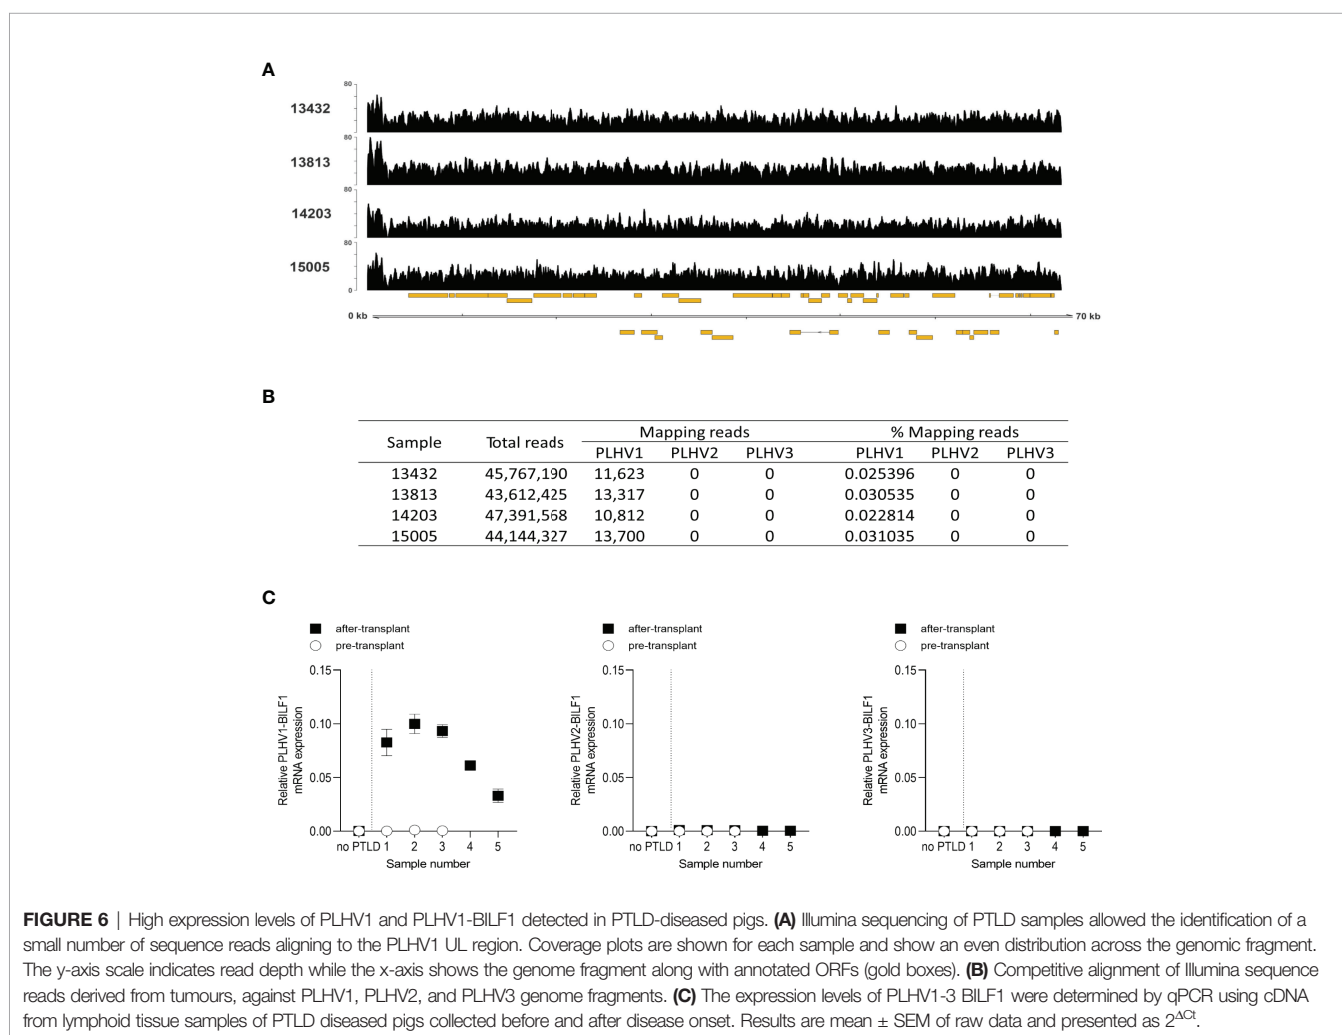 A
80
13432
80
13813
80
14203
80
15005
0
0 kb
70 kb
B
Sample Total reads Mapping reads % Mapping reads
PLHV1 PLHV2 PLHV3 PLHV1 PLHV2 PLHV3
13432 45,767,190 11,623 0 0 0.025396 0 0
13813 43,612,425 13,317 0 0 0.030535 0 0
14203 47,391,568 10,812 0 0 0.022814 0 0
15005 44,144,327 13,700 0 0 0.031035 0 0
C
after-transplant
pre-transplant
Relative PLHV1-BILF1
mRNA expression
0.15
0.10
0.05
0.00
no PTLD 1 2 3 4 5
Sample number
after-transplant
pre-transplant
Relative PLHV2-BILF1
mRNA expression
0.15
0.10
0.05
0.00
no PTLD 1 2 3 4 5
Sample number
after-transplant
pre-transplant
Relative PLHV3-BILF1
mRNA expression
0.15
0.10
0.05
0.00
no PTLD 1 2 3 4 5
Sample number
FIGURE 6 | High expression levels of PLHV1 and PLHV1-BILF1 detected in PTLD-diseased pigs. (A) Illumina sequencing of PTLD samples allowed the identification of a
small number of sequence reads aligning to the PLHV1 UL region. Coverage plots are shown for each sample and show an even distribution across the genomic fragment.
The y-axis scale indicates read depth while the x-axis shows the genome fragment along with annotated ORFs (gold boxes). (B) Competitive alignment of Illumina sequence
reads derived from tumours, against PLHV1, PLHV2, and PLHV3 genome fragments. (C) The expression levels of PLHV1-3 BILF1 were determined by qPCR using cDNA
from lymphoid tissue samples of PTLD diseased pigs collected before and after disease onset. Results are mean ± SEM of raw data and presented as 2^ΔCt.